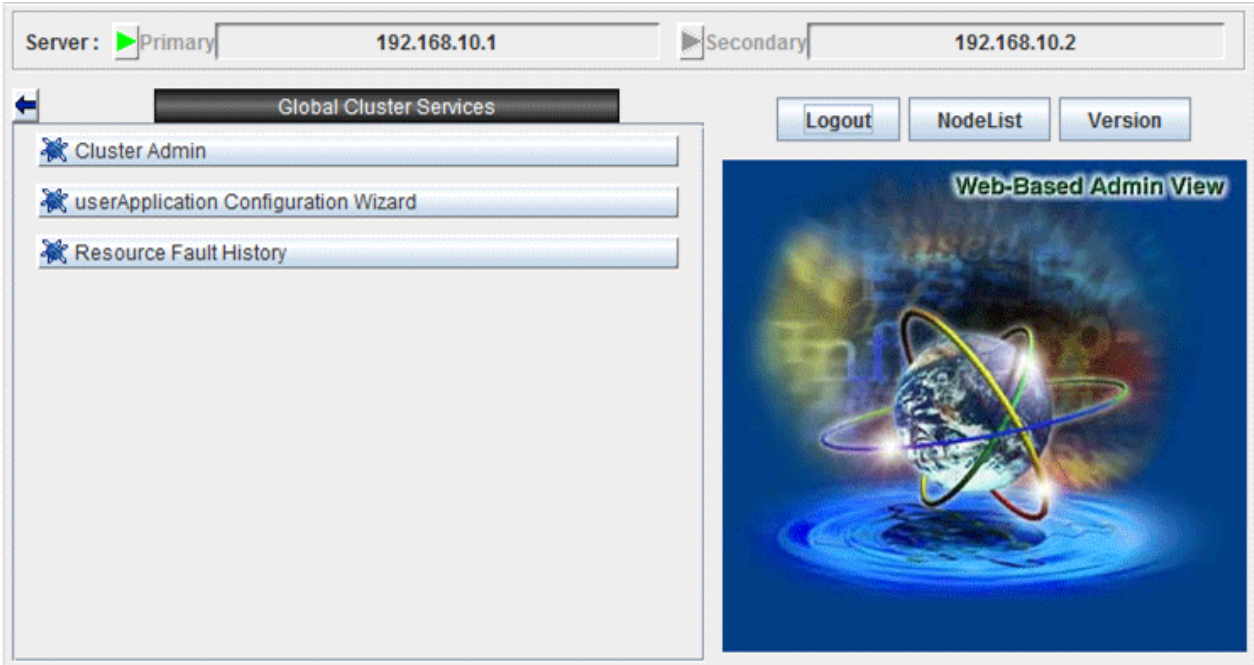 Server : Primary 192.168.10.1 Secondary 192.168.10.2
Global Cluster Services
Logout NodeList Version
Cluster Admin
userApplication Configuration Wizard
Resource Fault History
Web-Based Admin View